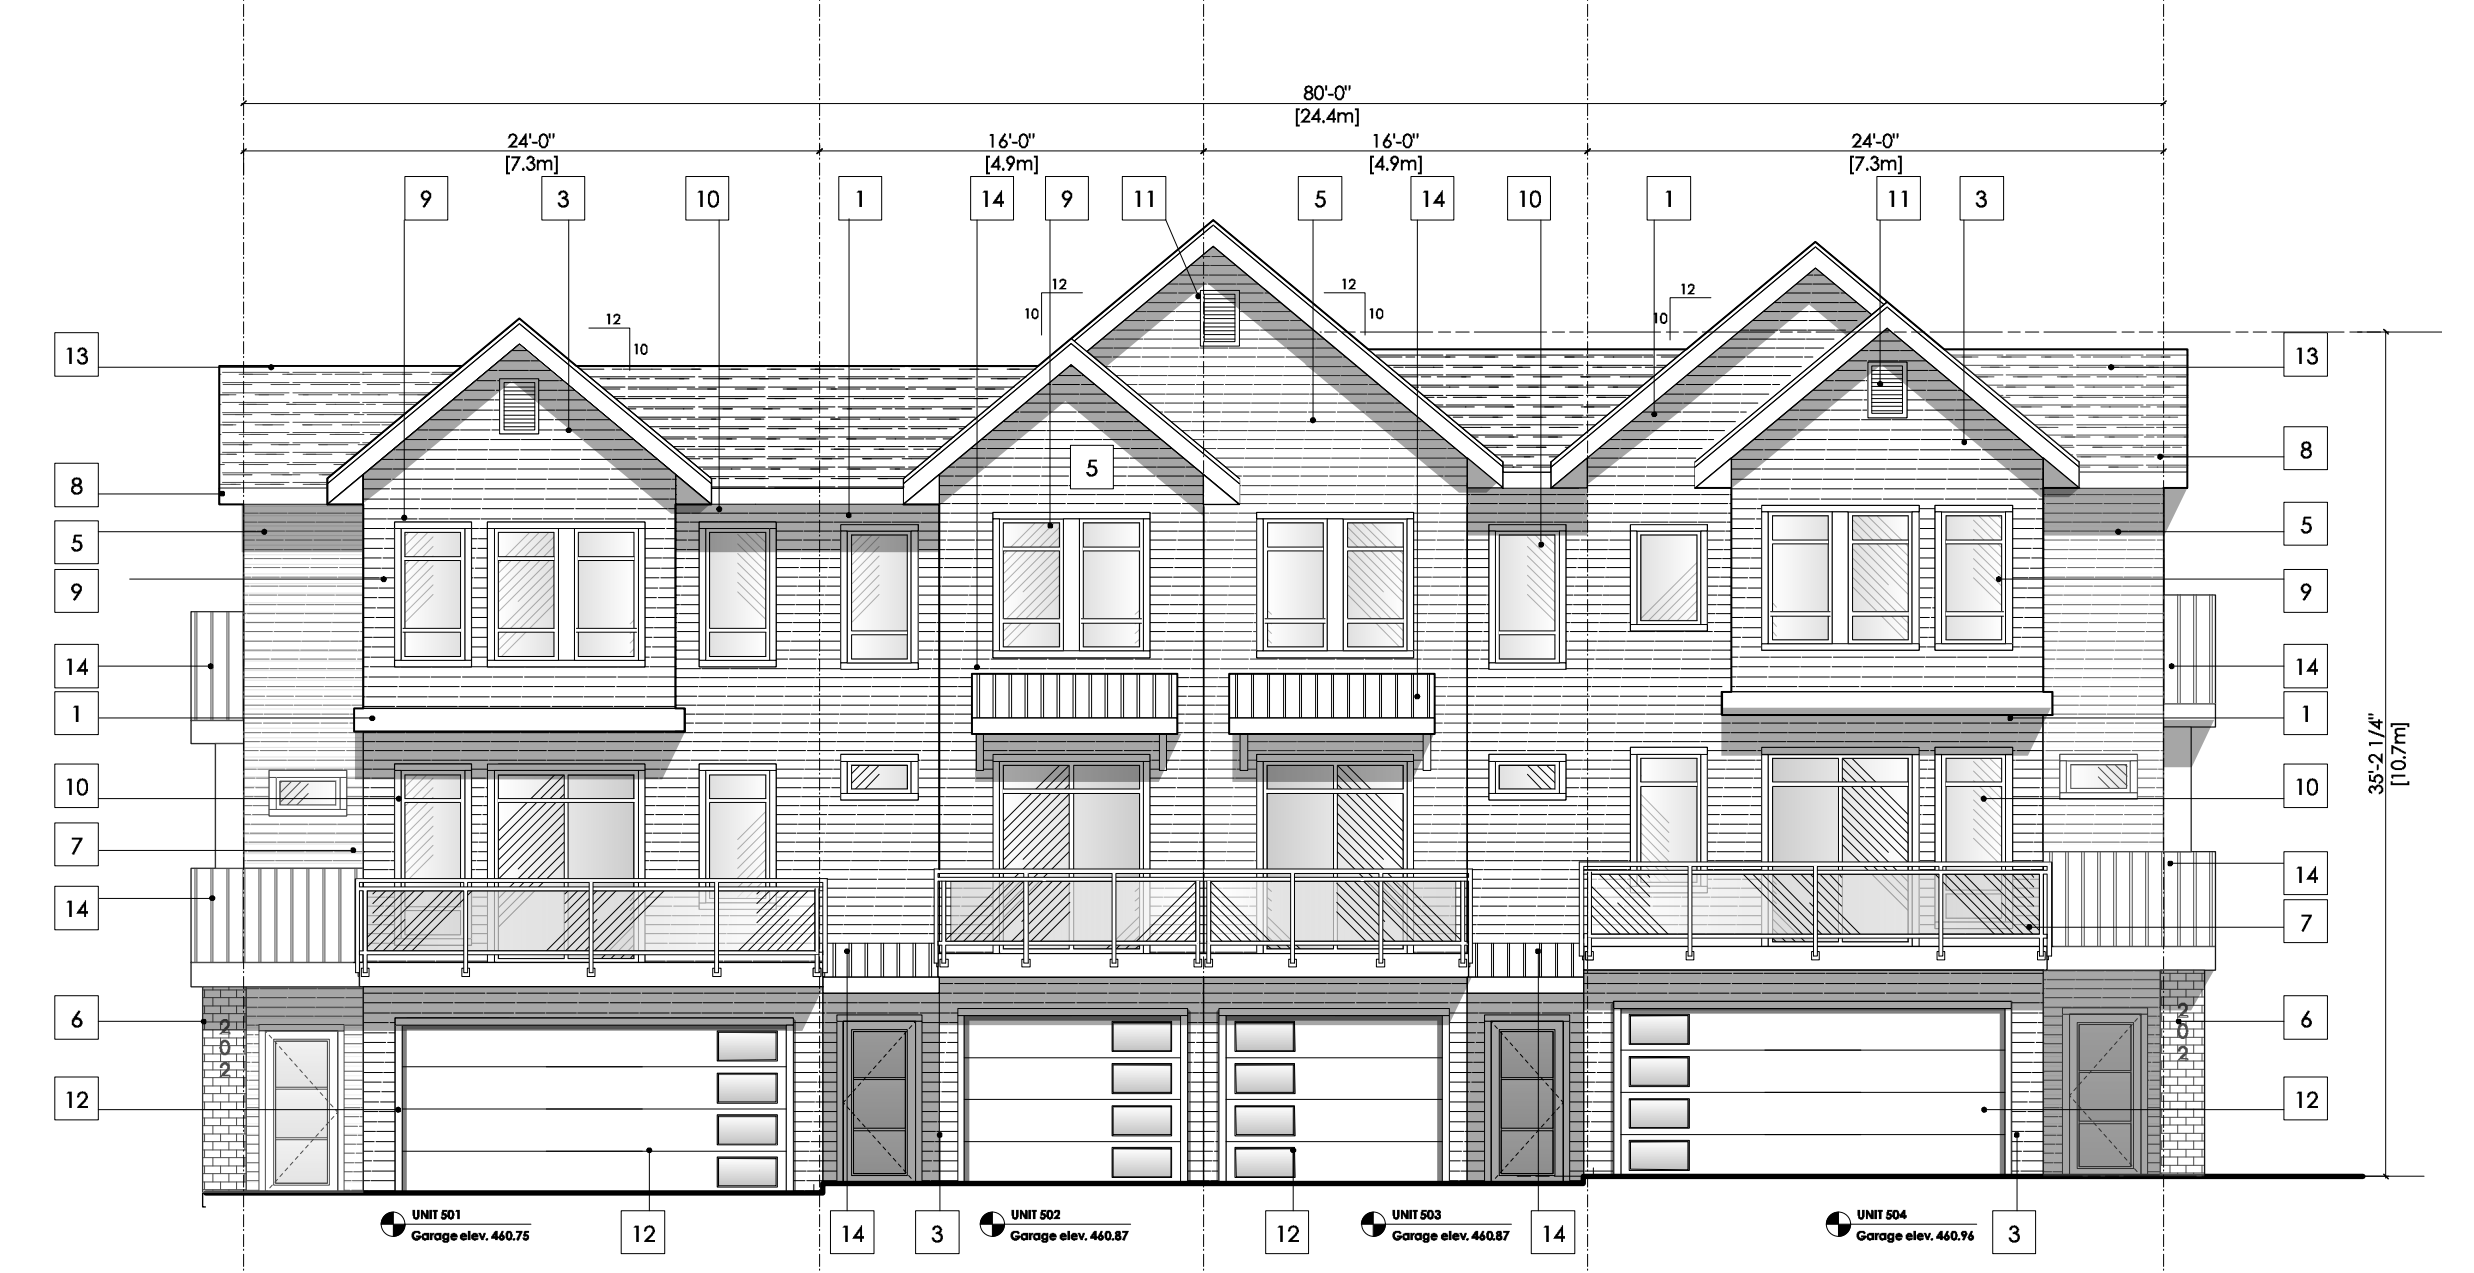 80'-0"
[24.4m]
24'-0" 16'-0" 16'-0" 24'-0"
[7.3m] [4.9m] [4.9m] [7.3m]
9 3 10 1 14 9 11 5 14 10 1 11 3
12 12 12
10 10 10
12
10
13 13
8 8
5
5 5
9 9
14 14
1 1
10 10
7
14 14
7
6 6
202 202
12 12
35'-2 1/4"
[10.7m]
UNIT 501
Garage elev. 460.75
UNIT 502
Garage elev. 460.87
UNIT 503
Garage elev. 460.87
UNIT 504
Garage elev. 460.96
12 14 3 12 14 3